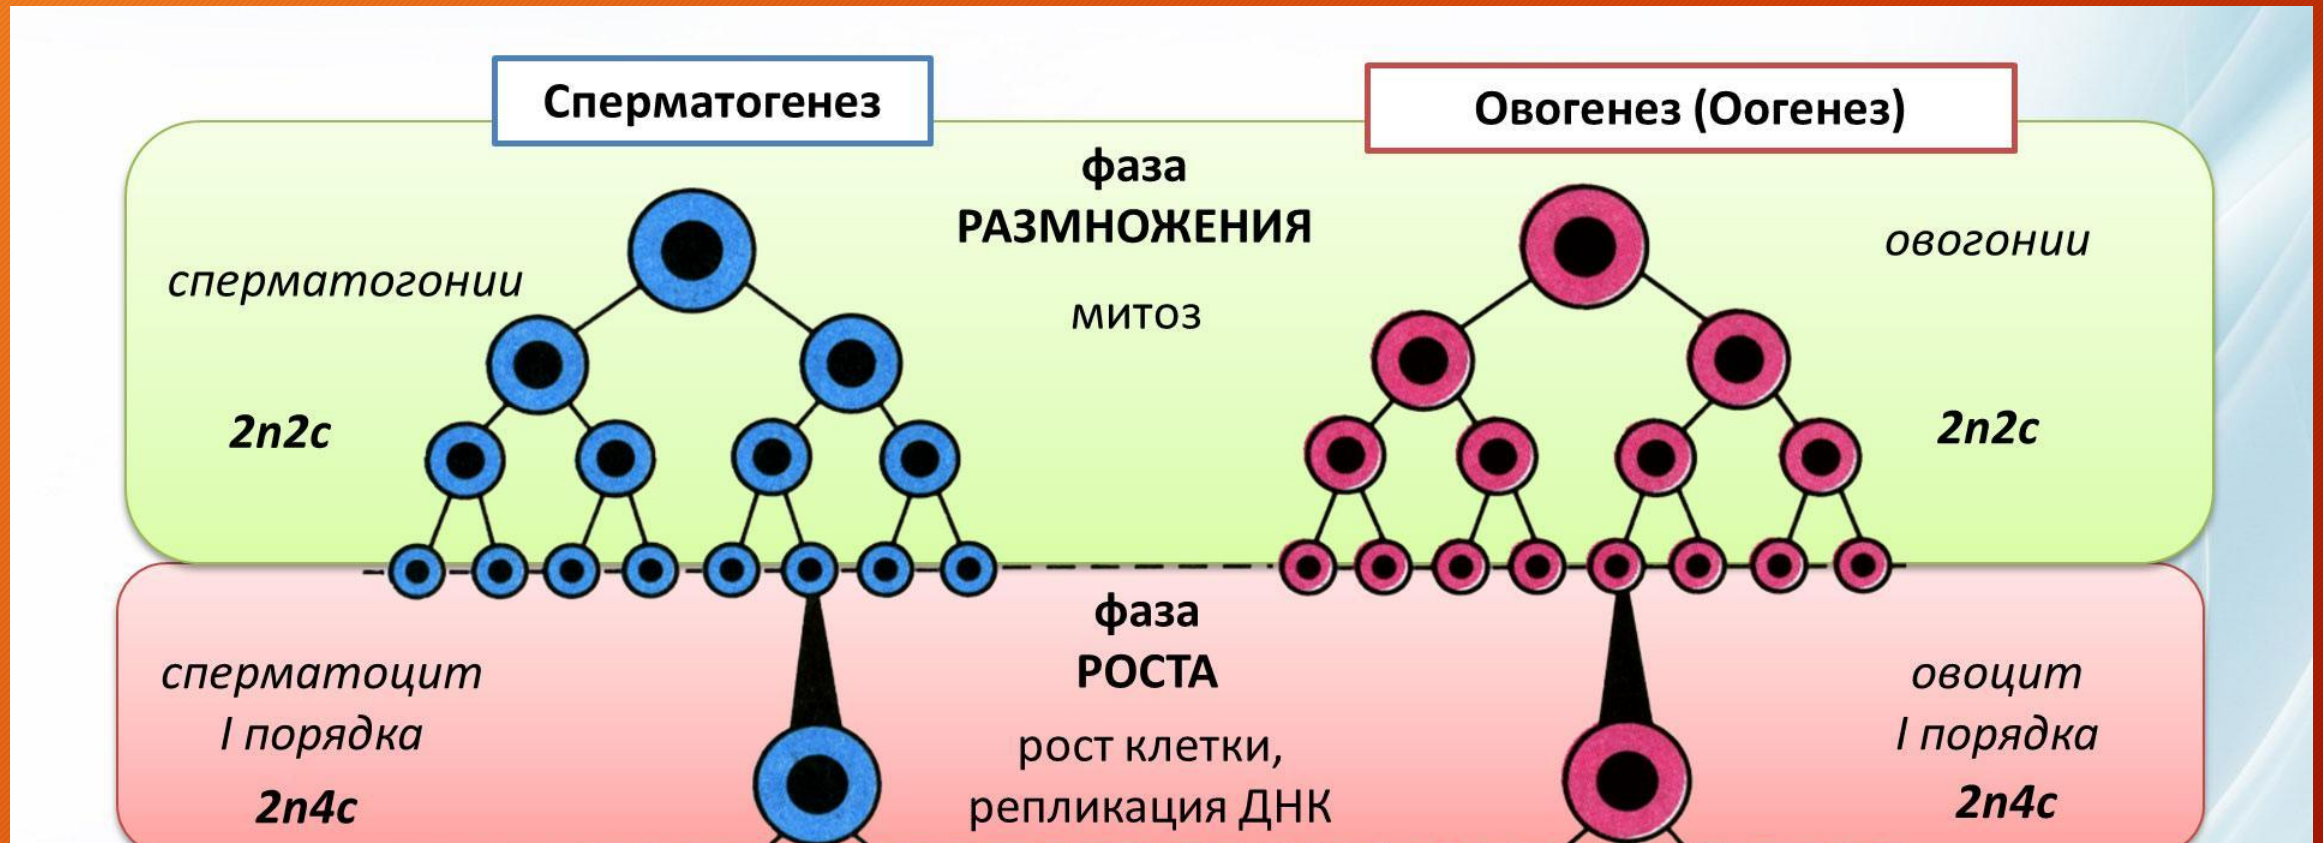 Сперматогенез
Овогенез (Оогенез)
фаза
РАЗМНОЖЕНИЯ
митоз
сперматогонии
2n2c
овогонии
2n2c
фаза
РОСТА
рост клетки,
репликация ДНК
сперматоцит
I порядка
2n4c
овоцит
I порядка
2n4c